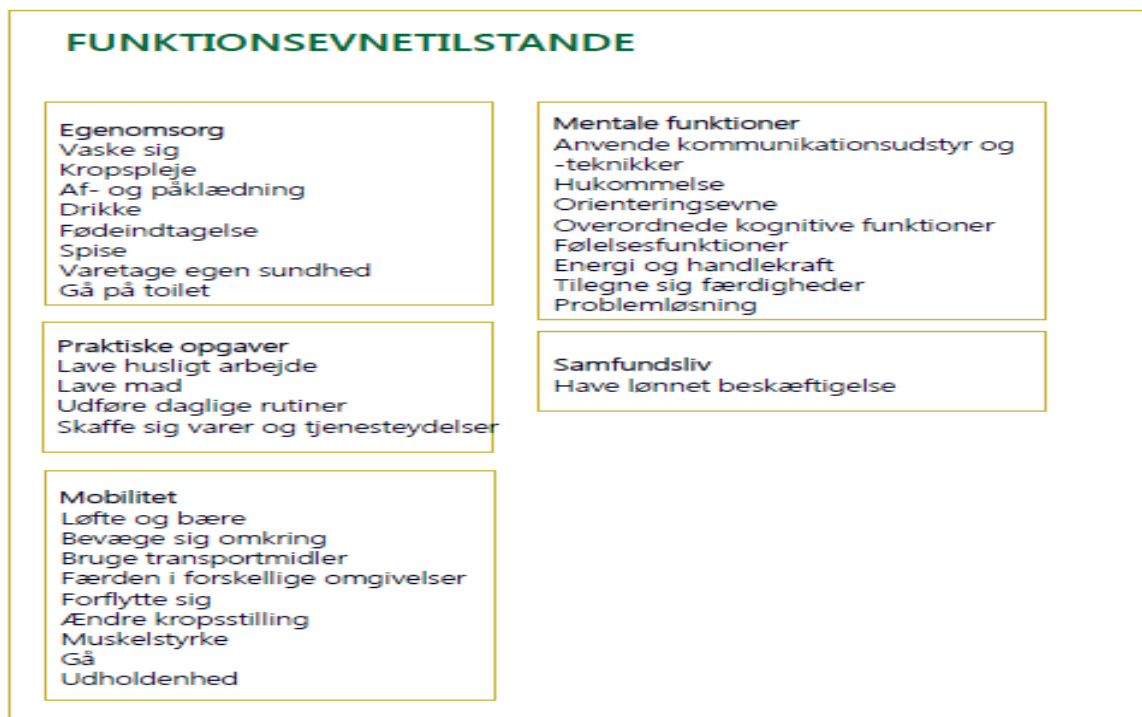 FUNKTIONSEVNETILSTANDE
Egenomsorg
Vaske sig
Kropspleje
Af- og påklædning
Drikke
Fødeindtagelse
Spise
Varetage egen sundhed
Gå på toilet
Praktiske opgaver
Lave husligt arbejde
Lave mad
Udføre daglige rutiner
Skaffe sig varer og tjenesteydelser
Mobilitet
Løfte og bære
Bevæge sig omkring
Bruge transportmidler
Færden i forskellige omgivelser
Forflytte sig
Ændre kropsstilling
Muskelstyrke
Gå
Udholdenhed
Mentale funktioner
Anvende kommunikationsudstyr og
-teknikker
Hukommelse
Orienteringsevne
Overordnede kognitive funktioner
Følelsesfunktioner
Energi og handlekraft
Tilegne sig færdigheder
Problemløsning
Samfundsliv
Have lønnet beskæftigelse